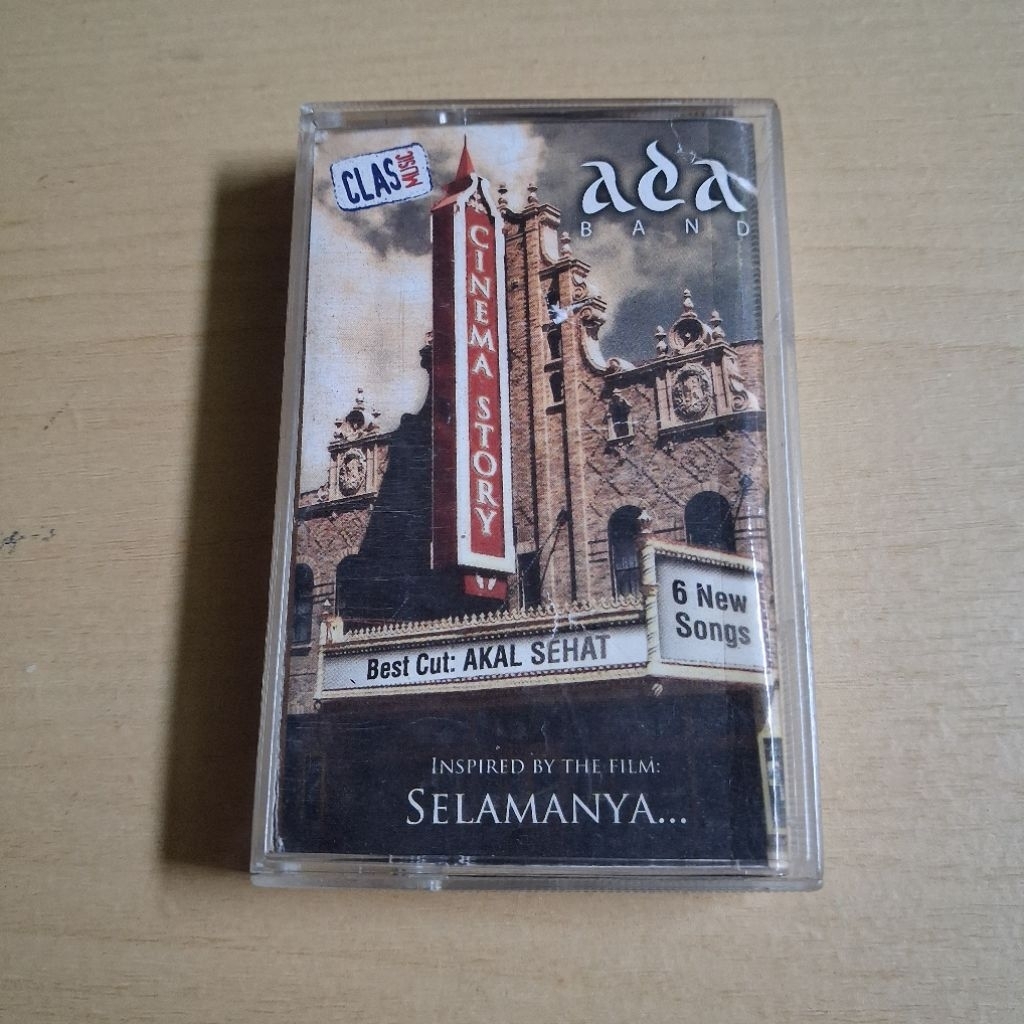 CLAS MUSIC
ada
BAND
CINEMA STORY
6 New
Songs
Best Cut: AKAL SEHAT
INSPIRED BY THE FILM:
SELAMANYA...